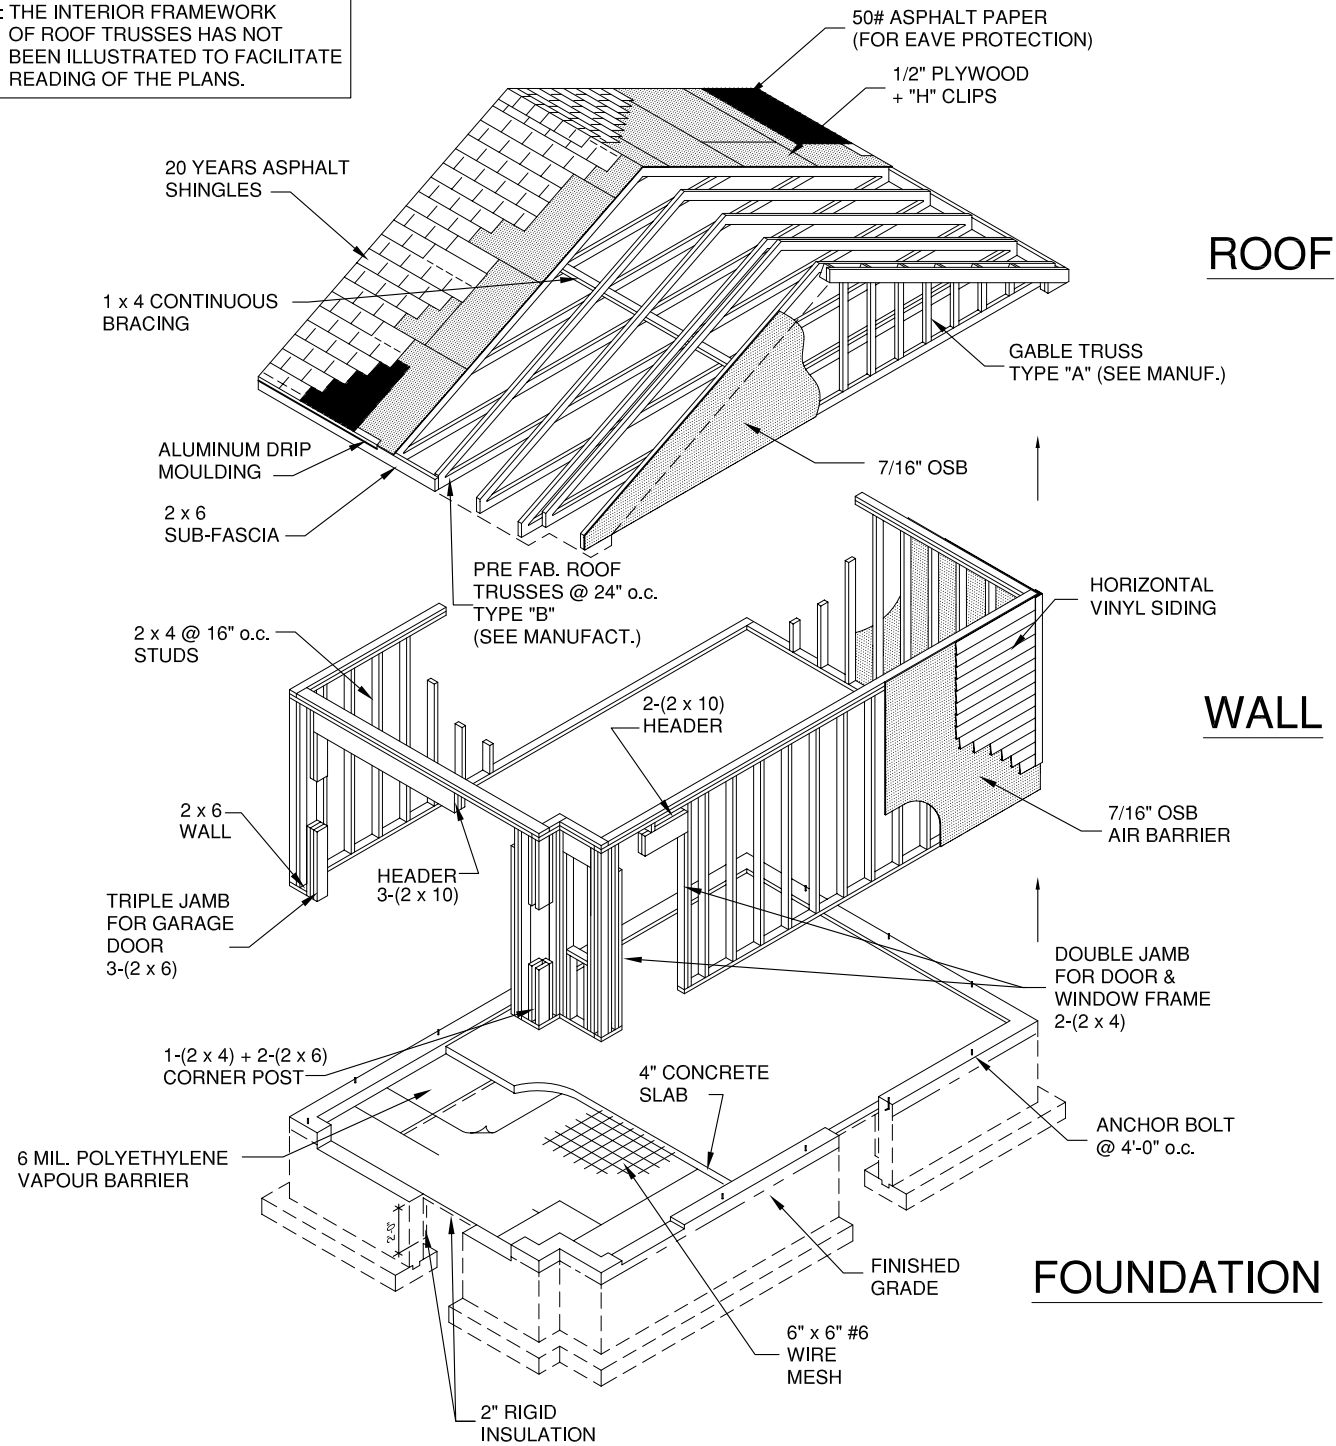 : THE INTERIOR FRAMEWORK
OF ROOF TRUSSES HAS NOT
BEEN ILLUSTRATED TO FACILITATE
READING OF THE PLANS.
50# ASPHALT PAPER
(FOR EAVE PROTECTION)
1/2" PLYWOOD
+ "H" CLIPS
20 YEARS ASPHALT
SHINGLES
ROOF
1 x 4 CONTINUOUS
BRACING
GABLE TRUSS
TYPE "A" (SEE MANUF.)
ALUMINUM DRIP
MOULDING
7/16" OSB
2 x 6
SUB-FASCIA
PRE FAB. ROOF
TRUSSES @ 24" o.c.
TYPE "B"
(SEE MANUFACT.)
HORIZONTAL
VINYL SIDING
2 x 4 @ 16" o.c.
STUDS
2-(2 x 10)
HEADER
WALL
2 x 6
WALL
7/16" OSB
AIR BARRIER
HEADER
3-(2 x 10)
TRIPLE JAMB
FOR GARAGE
DOOR
3-(2 x 6)
DOUBLE JAMB
FOR DOOR &
WINDOW FRAME
2-(2 x 4)
1-(2 x 4) + 2-(2 x 6)
CORNER POST
4" CONCRETE
SLAB
ANCHOR BOLT
@ 4'-0" o.c.
6 MIL. POLYETHYLENE
VAPOUR BARRIER
FINISHED
GRADE
FOUNDATION
6" x 6" #6
WIRE
MESH
2" RIGID
INSULATION